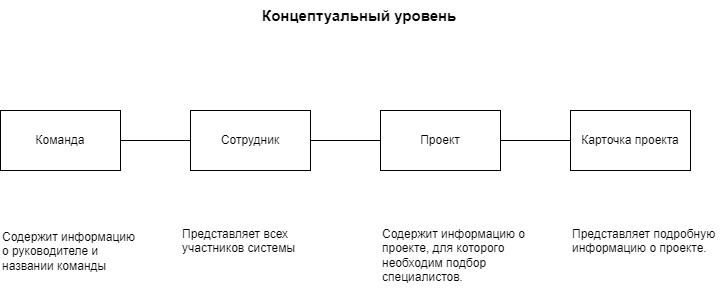 Концептуальный уровень
Команда
Сотрудник
Проект
Карточка проекта
Содержит информацию
о руководителе и
названии команды
Представляет всех
участников системы
Содержит информацию о
проекте, для которого
необходим подбор
специалистов.
Представляет подробную
информацию о проекте.